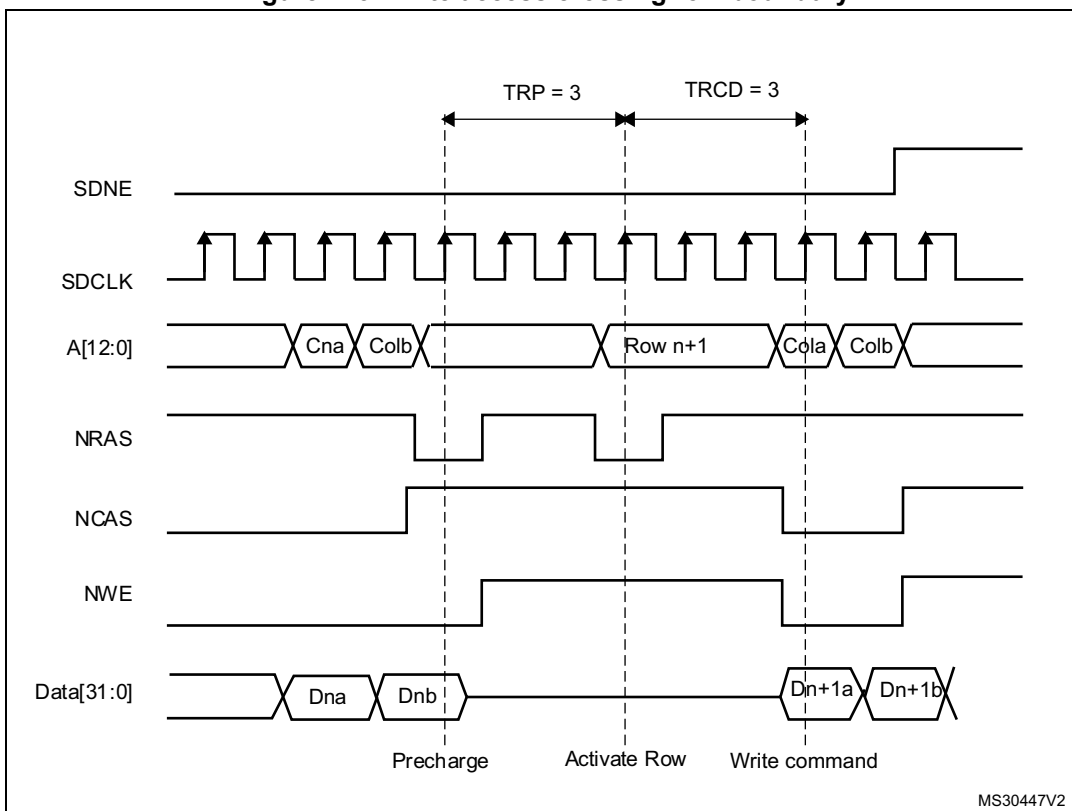 TRP = 3 TRCD = 3
SDNE
SDCLK
A[12:0] Cna Colb Row n+1 Cola Colb
NRAS
NCAS
NWE
Data[31:0] Dna Dnb Dn+1a Dn+1b
Precharge Activate Row Write command
MS30447V2